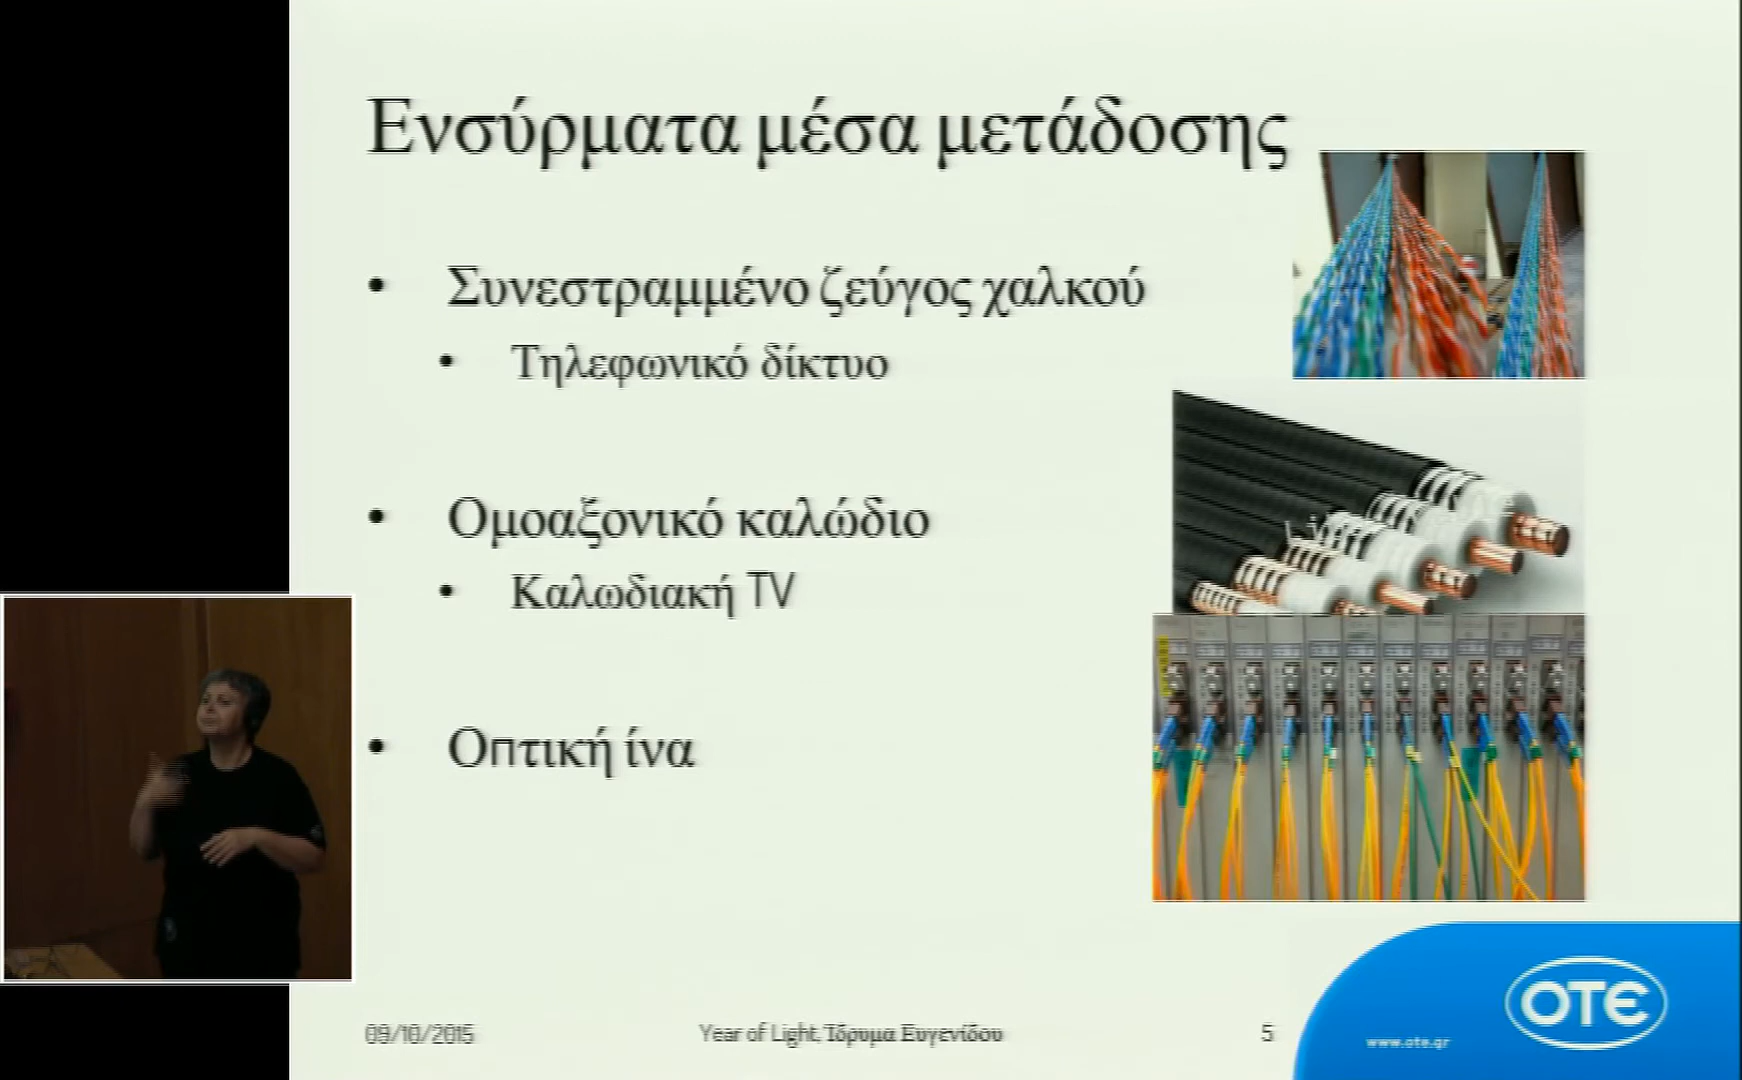 Ενσύρματα μέσα μετάδοσης
• Συνεστραμμένο ζεύγος χαλκού
• Τηλεφωνικό δίκτυο
• Ομοαξονικό καλώδιο
• Καλωδιακή TV
• Οπτική ίνα
09/10/2015
Year of Light, Ίδρυμα Ευγενίδου
5
www.ote.gr
OTE